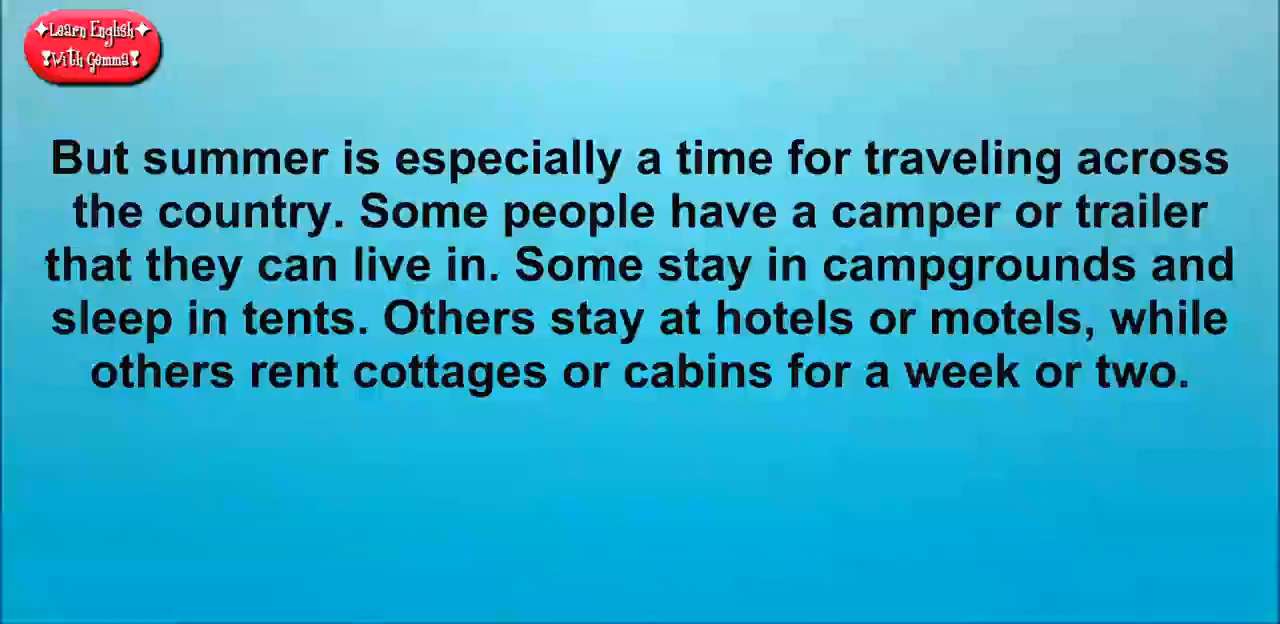 ✦Learn English✦
❣With Gemma❣
But summer is especially a time for traveling across
the country. Some people have a camper or trailer
that they can live in. Some stay in campgrounds and
sleep in tents. Others stay at hotels or motels, while
others rent cottages or cabins for a week or two.